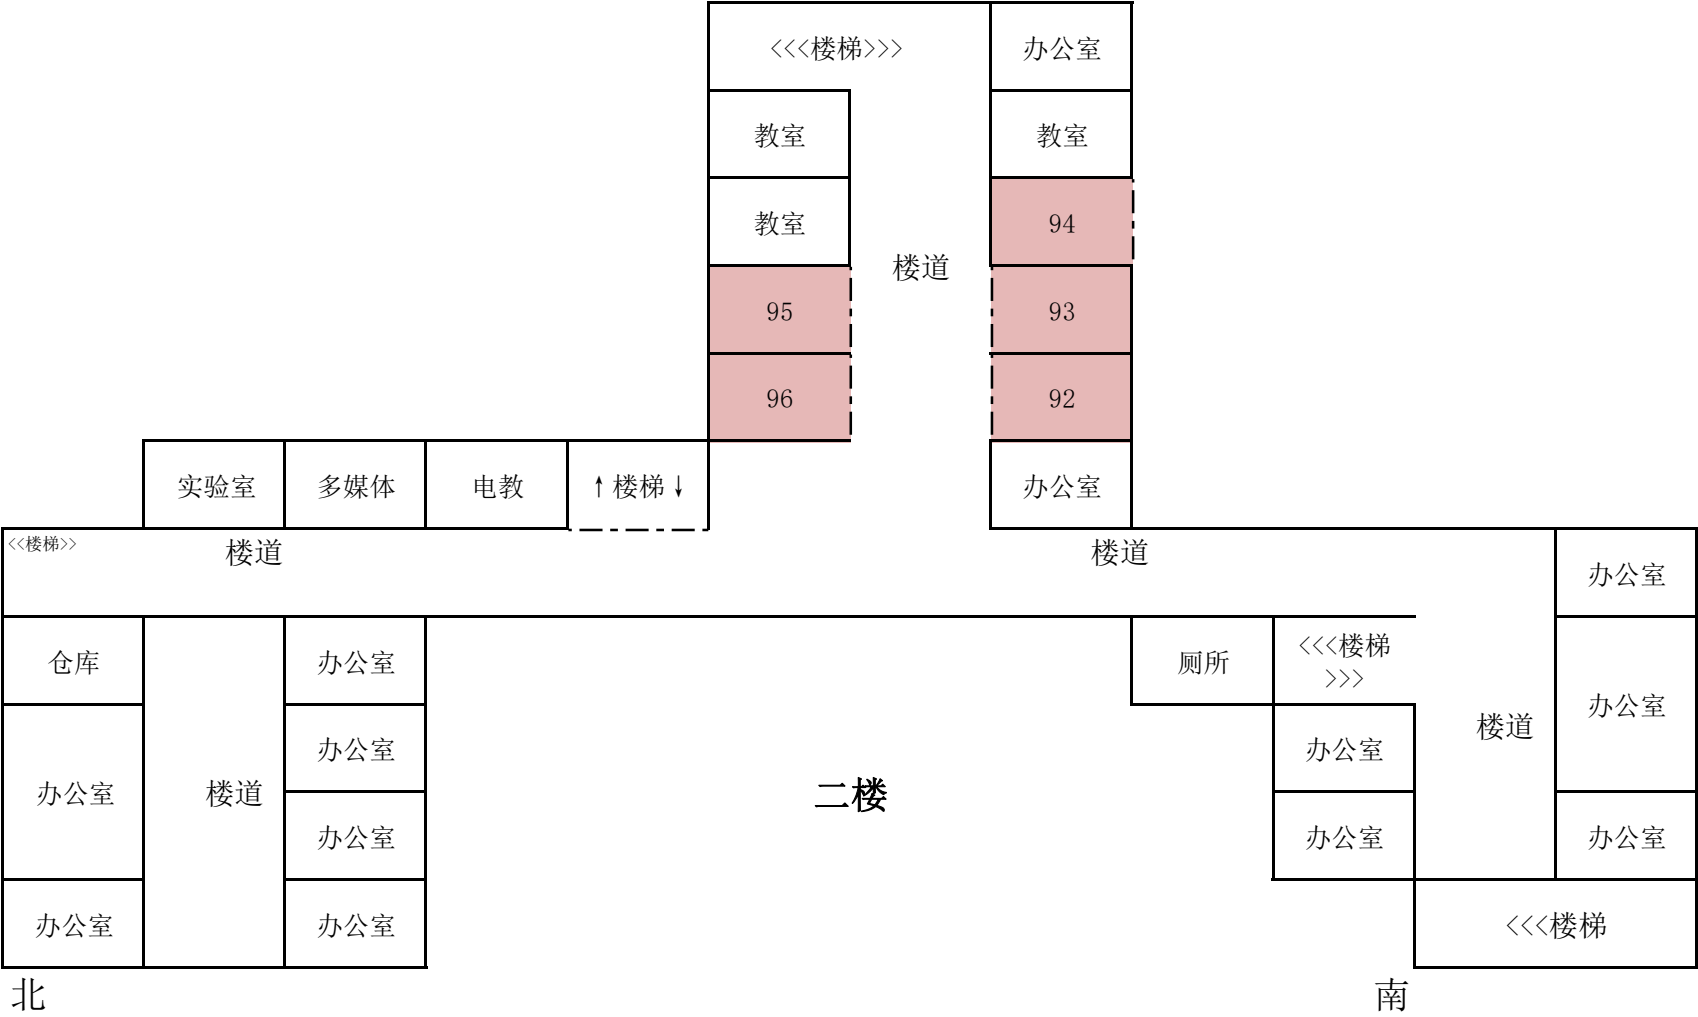 <<<楼梯>>>
办公室
教室
教室
教室
94
楼道
95
93
96
92
实验室
多媒体
电教
↑楼梯↓
办公室
<<楼梯>>
楼道
楼道
办公室
仓库
办公室
厕所
<<<楼梯
>>>
办公室
楼道
办公室
办公室
办公室
楼道
二楼
办公室
办公室
办公室
办公室
办公室
<<<楼梯
北
南